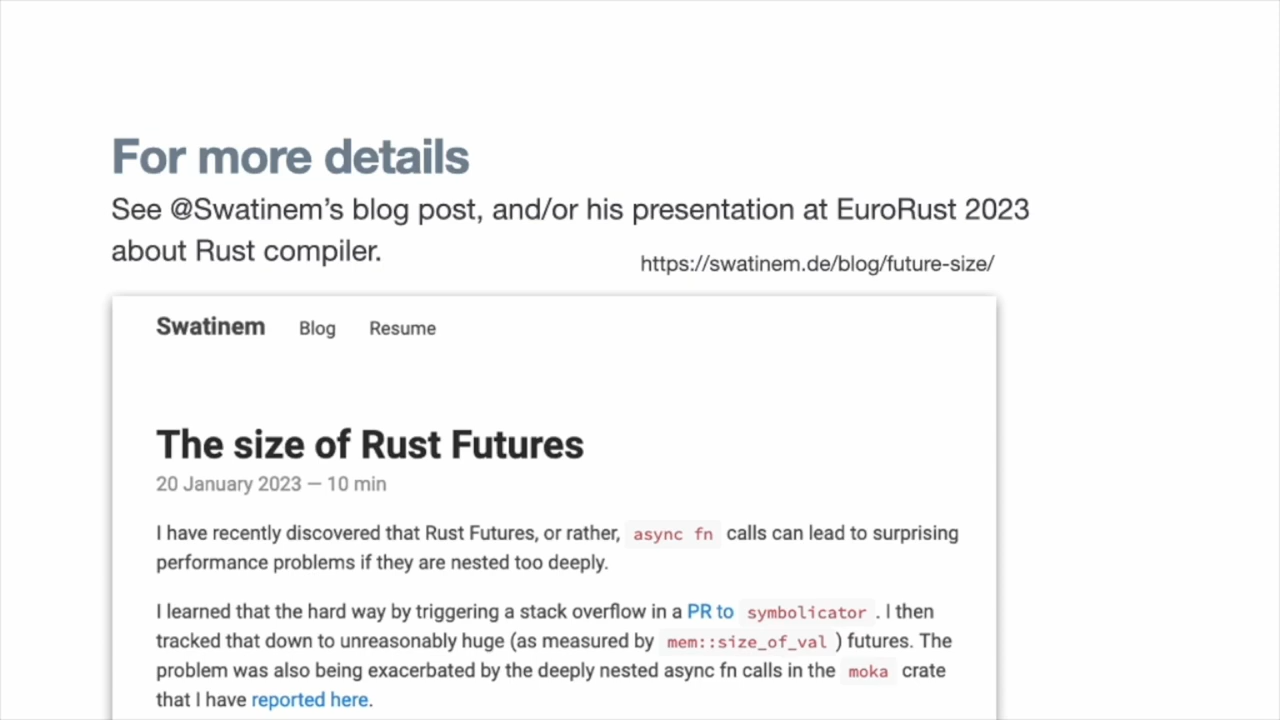 For more details
See @Swatinem’s blog post, and/or his presentation at EuroRust 2023
about Rust compiler.
https://swatinem.de/blog/future-size/
Swatinem Blog Resume
The size of Rust Futures
20 January 2023 — 10 min
I have recently discovered that Rust Futures, or rather, async fn calls can lead to surprising
performance problems if they are nested too deeply.
I learned that the hard way by triggering a stack overflow in a PR to symbolicator . I then
tracked that down to unreasonably huge (as measured by mem::size_of_val ) futures. The
problem was also being exacerbated by the deeply nested async fn calls in the moka crate
that I have reported here.